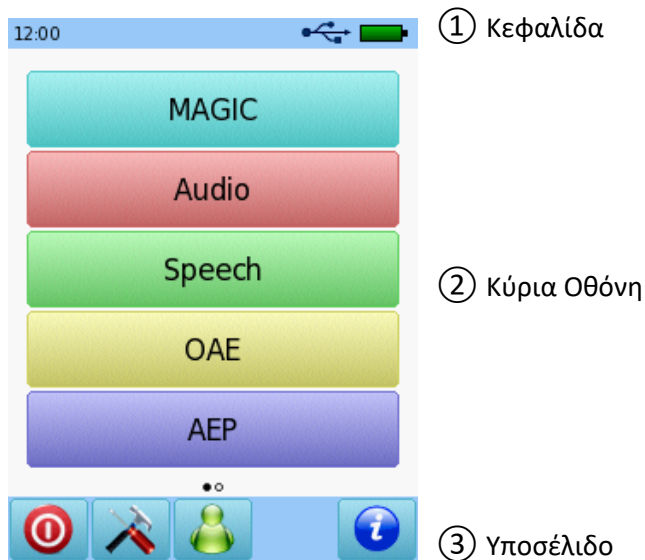 12:00
① Κεφαλίδα
MAGIC
Audio
Speech
② Κύρια Οθόνη
OAE
AEP
③ Υποσέλιδο